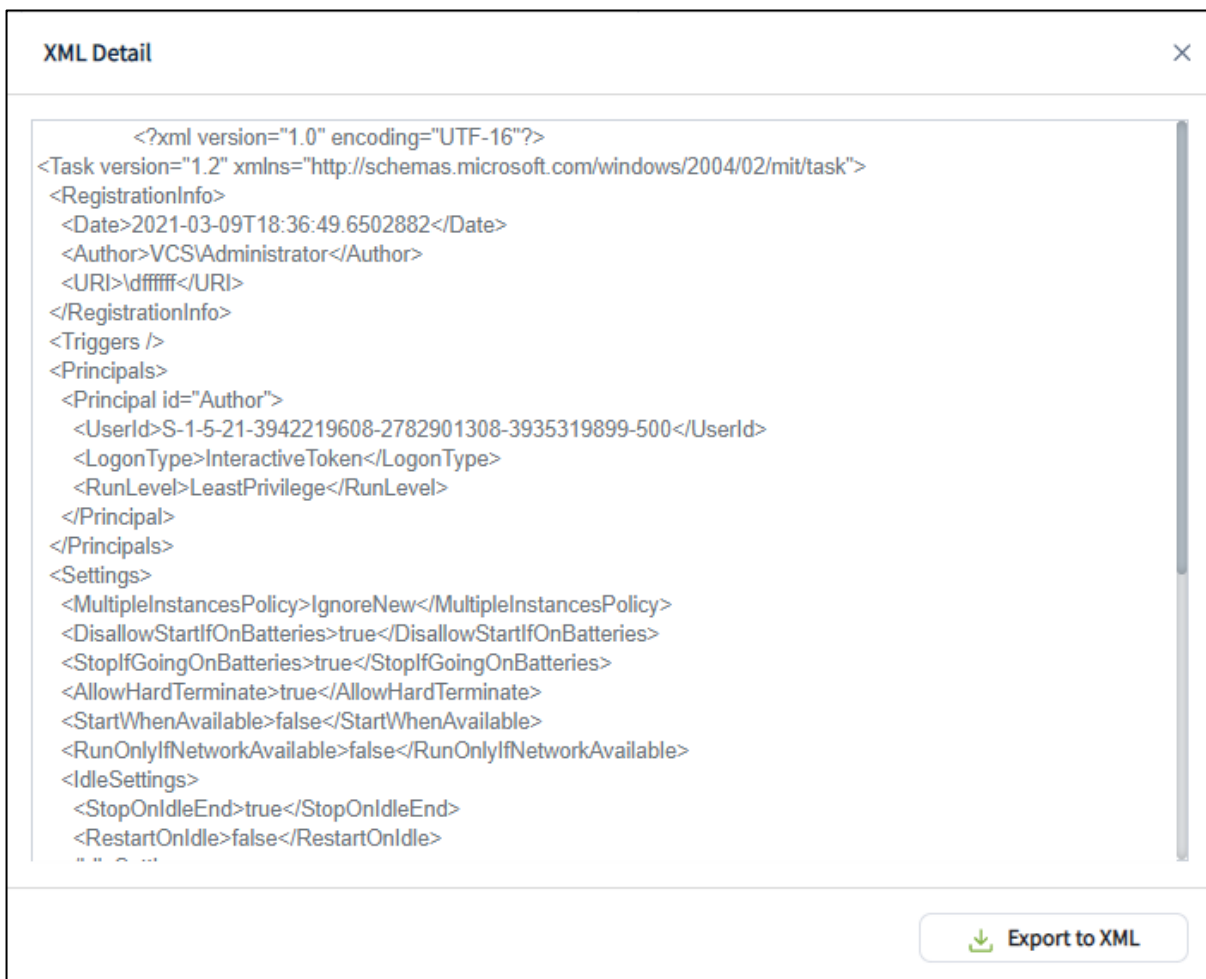 XML Detail
<?xml version="1.0" encoding="UTF-16"?>
<Task version="1.2" xmlns="http://schemas.microsoft.com/windows/2004/02/mit/task">
<RegistrationInfo>
<Date>2021-03-09T18:36:49.6502882</Date>
<Author>VCS\Administrator</Author>
<URI>\dffffff</URI>
</RegistrationInfo>
<Triggers />
<Principals>
<Principal id="Author">
<UserId>S-1-5-21-3942219608-2782901308-3935319899-500</UserId>
<LogonType>InteractiveToken</LogonType>
<RunLevel>LeastPrivilege</RunLevel>
</Principal>
</Principals>
<Settings>
<MultipleInstancesPolicy>IgnoreNew</MultipleInstancesPolicy>
<DisallowStartIfOnBatteries>true</DisallowStartIfOnBatteries>
<StopIfGoingOnBatteries>true</StopIfGoingOnBatteries>
<AllowHardTerminate>true</AllowHardTerminate>
<StartWhenAvailable>false</StartWhenAvailable>
<RunOnlyIfNetworkAvailable>false</RunOnlyIfNetworkAvailable>
<IdleSettings>
<StopOnIdleEnd>true</StopOnIdleEnd>
<RestartOnIdle>false</RestartOnIdle>
Export to XML